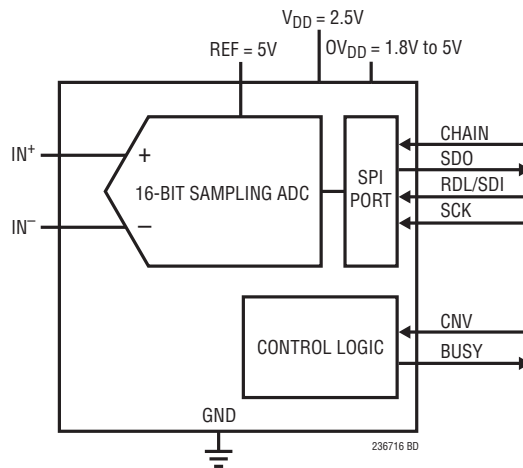 V_DD = 2.5V
REF = 5V
OV_DD = 1.8V to 5V
IN⁺
+
16-BIT SAMPLING ADC
IN⁻
−
SPI
PORT
CHAIN
SDO
RDL/SDI
SCK
CONTROL LOGIC
CNV
BUSY
GND
236716 BD